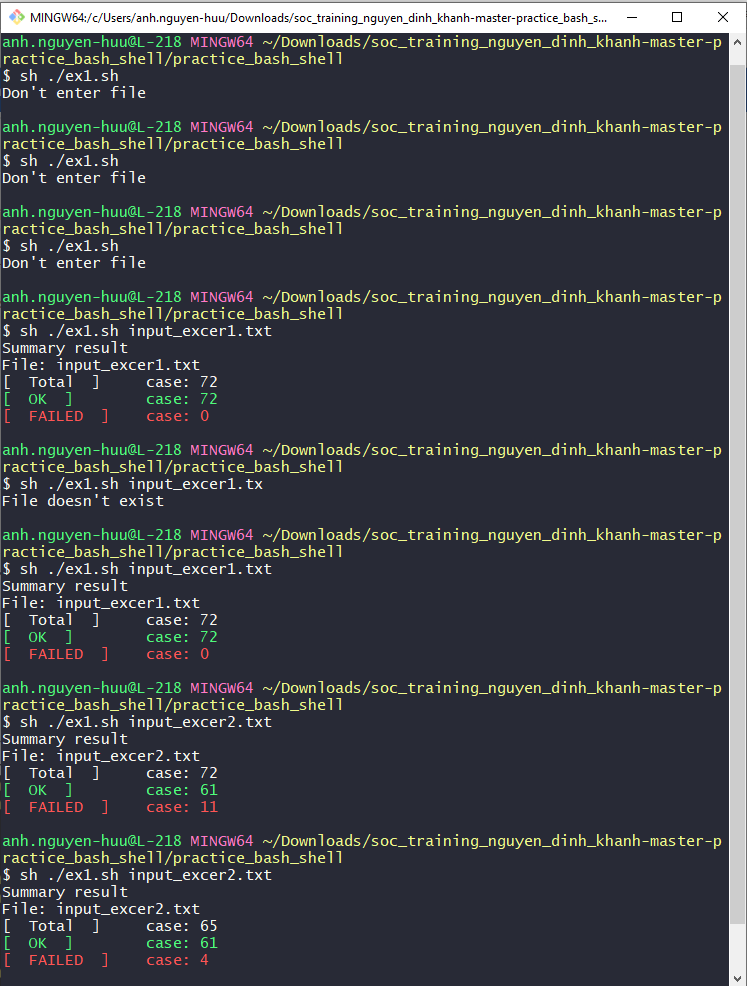 MINGW64:/c/Users/anh.nguyen-huu/Downloads/soc_training_nguyen_dinh_khanh-master-practice_bash_s...
anh.nguyen-huu@L-218 MINGW64 ~/Downloads/soc_training_nguyen_dinh_khanh-master-p
ractice_bash_shell/practice_bash_shell
$ sh ./ex1.sh
Don't enter file
anh.nguyen-huu@L-218 MINGW64 ~/Downloads/soc_training_nguyen_dinh_khanh-master-p
ractice_bash_shell/practice_bash_shell
$ sh ./ex1.sh
Don't enter file
anh.nguyen-huu@L-218 MINGW64 ~/Downloads/soc_training_nguyen_dinh_khanh-master-p
ractice_bash_shell/practice_bash_shell
$ sh ./ex1.sh
Don't enter file
anh.nguyen-huu@L-218 MINGW64 ~/Downloads/soc_training_nguyen_dinh_khanh-master-p
ractice_bash_shell/practice_bash_shell
$ sh ./ex1.sh input_excer1.txt
Summary result
File: input_excer1.txt
[  Total  ]     case: 72
[  OK  ]        case: 72
[  FAILED  ]    case: 0
anh.nguyen-huu@L-218 MINGW64 ~/Downloads/soc_training_nguyen_dinh_khanh-master-p
ractice_bash_shell/practice_bash_shell
$ sh ./ex1.sh input_excer1.tx
File doesn't exist
anh.nguyen-huu@L-218 MINGW64 ~/Downloads/soc_training_nguyen_dinh_khanh-master-p
ractice_bash_shell/practice_bash_shell
$ sh ./ex1.sh input_excer1.txt
Summary result
File: input_excer1.txt
[  Total  ]     case: 72
[  OK  ]        case: 72
[  FAILED  ]    case: 0
anh.nguyen-huu@L-218 MINGW64 ~/Downloads/soc_training_nguyen_dinh_khanh-master-p
ractice_bash_shell/practice_bash_shell
$ sh ./ex1.sh input_excer2.txt
Summary result
File: input_excer2.txt
[  Total  ]     case: 72
[  OK  ]        case: 61
[  FAILED  ]    case: 11
anh.nguyen-huu@L-218 MINGW64 ~/Downloads/soc_training_nguyen_dinh_khanh-master-p
ractice_bash_shell/practice_bash_shell
$ sh ./ex1.sh input_excer2.txt
Summary result
File: input_excer2.txt
[  Total  ]     case: 65
[  OK  ]        case: 61
[  FAILED  ]    case: 4